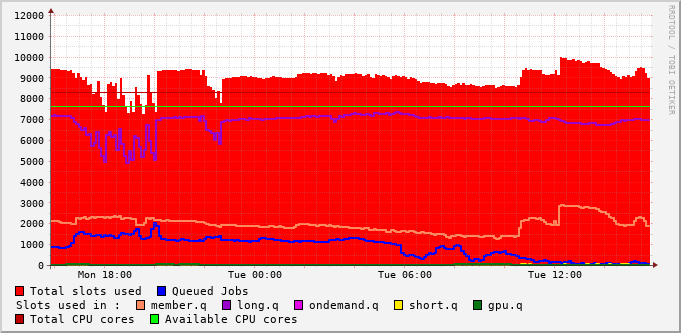 12000
11000
10000
9000
8000
7000
6000
5000
4000
3000
2000
1000
0
Mon 18:00 Tue 00:00 Tue 06:00 Tue 12:00
RRDTOOL / TOBI OETIKER
Total slots used Queued Jobs
Slots used in : member.q long.q ondemand.q short.q gpu.q
Total CPU cores Available CPU cores